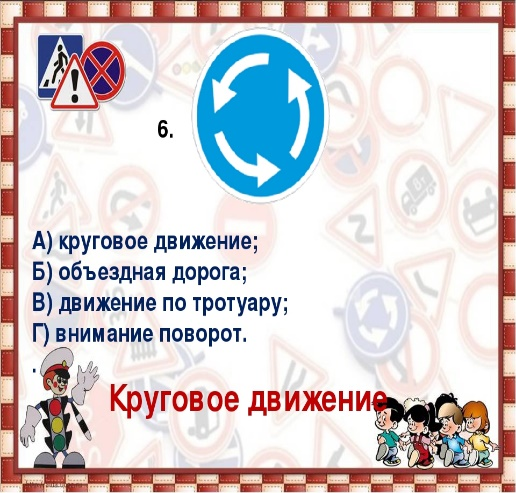 6.
А) круговое движение;
Б) объездная дорога;
В) движение по тротуару;
Г) внимание поворот.
.
Круговое движение